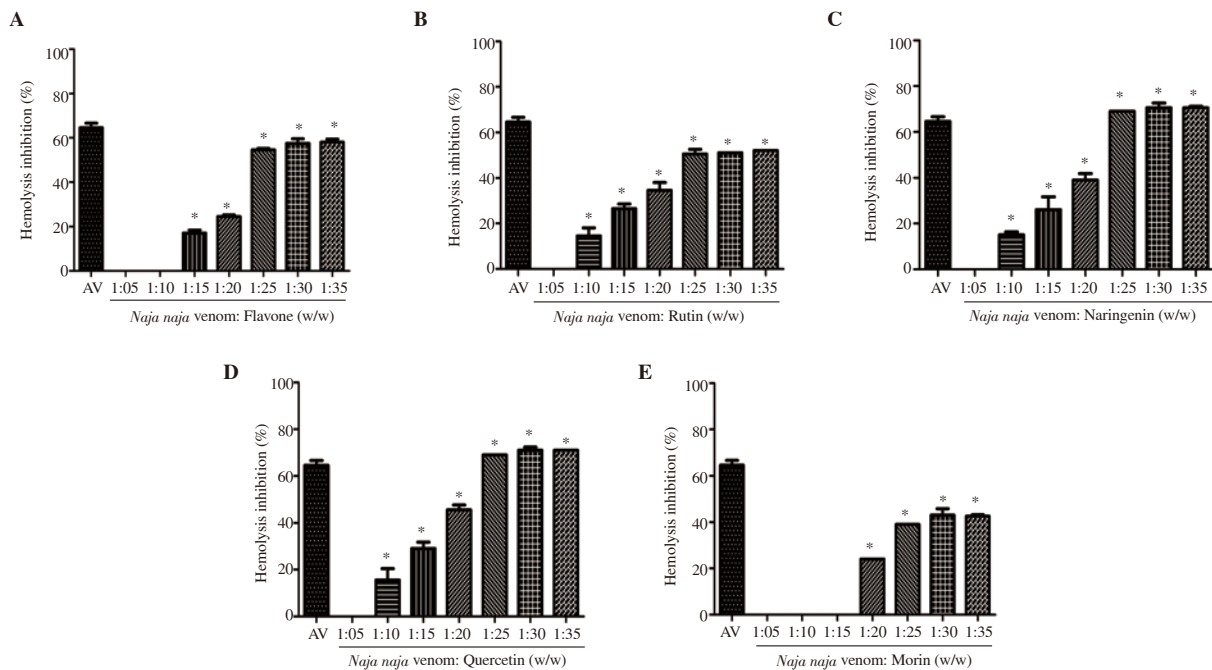 A
Hemolysis inhibition (%)
100
80
60
40
20
0
* * * * *
AV 1:05 1:10 1:15 1:20 1:25 1:30 1:35
Naja naja venom: Flavone (w/w)
B
Hemolysis inhibition (%)
100
80
60
40
20
0
* * * * * *
AV 1:05 1:10 1:15 1:20 1:25 1:30 1:35
Naja naja venom: Rutin (w/w)
C
Hemolysis inhibition (%)
100
80
60
40
20
0
* * * * * *
AV 1:05 1:10 1:15 1:20 1:25 1:30 1:35
Naja naja venom: Naringenin (w/w)
D
Hemolysis inhibition (%)
100
80
60
40
20
0
* * * * * *
AV 1:05 1:10 1:15 1:20 1:25 1:30 1:35
Naja naja venom: Quercetin (w/w)
E
Hemolysis inhibition (%)
100
80
60
40
20
0
* * * *
AV 1:05 1:10 1:15 1:20 1:25 1:30 1:35
Naja naja venom: Morin (w/w)